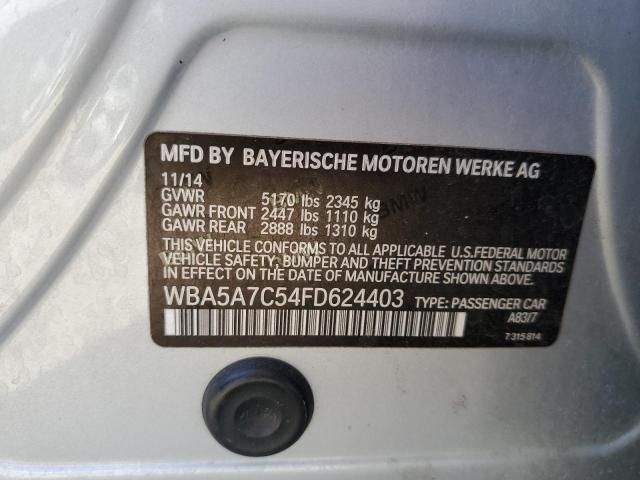 MFD BY BAYERISCHE MOTOREN WERKE AG
11/14
GVWR 5170 lbs 2345 kg
GAWR FRONT 2447 lbs 1110 kg
GAWR REAR 2888 lbs 1310 kg
THIS VEHICLE CONFORMS TO ALL APPLICABLE U.S.FEDERAL MOTOR
VEHICLE SAFETY, BUMPER AND THEFT PREVENTION STANDARDS
IN EFFECT ON THE DATE OF MANUFACTURE SHOWN ABOVE.
WBA5A7C54FD624403 TYPE: PASSENGER CAR
A83/7
7 315 814